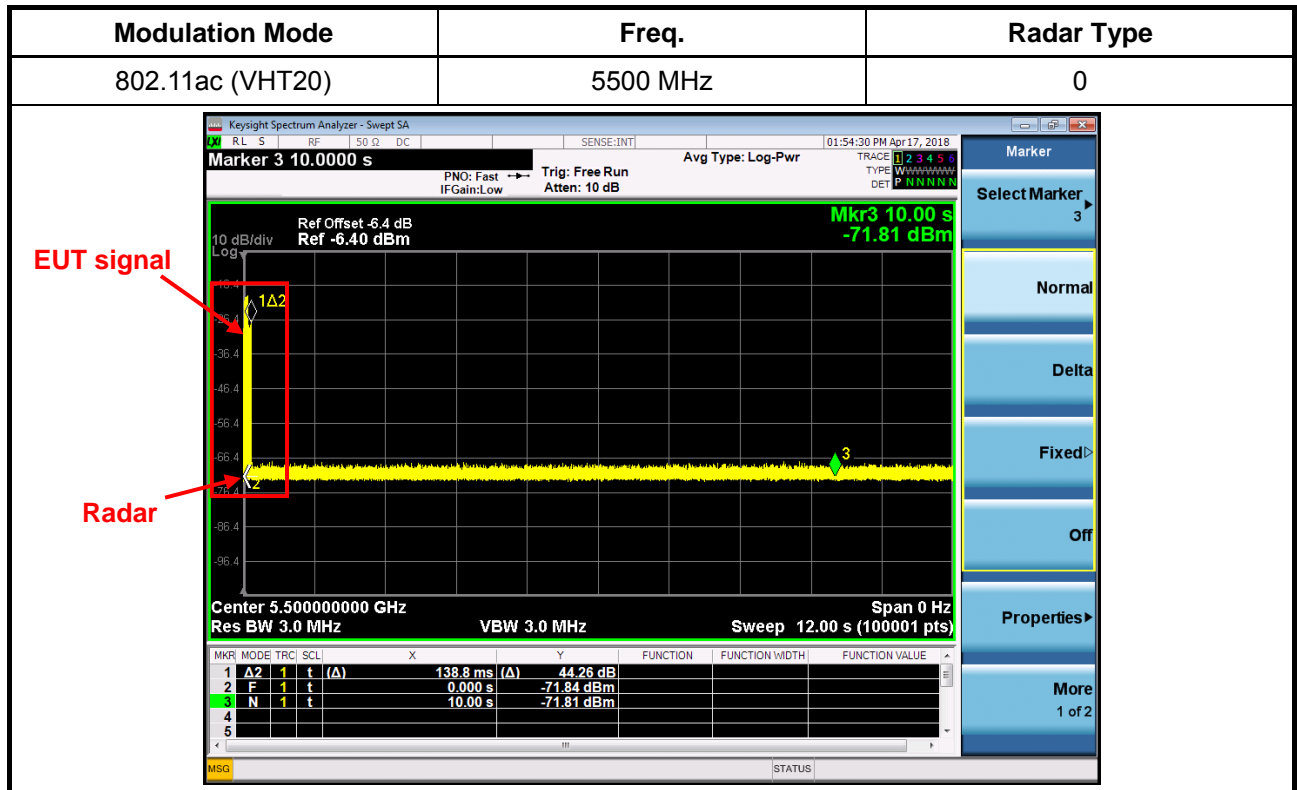 Modulation Mode Freq. Radar Type
802.11ac (VHT20) 5500 MHz 0
Keysight Spectrum Analyzer - Swept SA
LXI RL S RF 50 Ω DC SENSE:INT 01:54:30 PM Apr 17, 2018
Marker 3 10.0000 s Avg Type: Log-Pwr TRACE 1 2 3 4 5 6
PNO: Fast Trig: Free Run TYPE WWWWWW
IFGain:Low Atten: 10 dB DET P N N N N N
Marker
Select Marker
3
Ref Offset -6.4 dB Mkr3 10.00 s
10 dB/div Ref -6.40 dBm -71.81 dBm
Log
EUT signal
-16.4
1Δ2
-26.4
-36.4
-46.4
-56.4
-66.4
3
2
-76.4
Radar
-86.4
-96.4
Normal
Delta
Fixed
Off
Properties
More
1 of 2
Center 5.500000000 GHz Span 0 Hz
Res BW 3.0 MHz VBW 3.0 MHz Sweep 12.00 s (100001 pts)
MKR MODE TRC SCL X Y FUNCTION FUNCTION WIDTH FUNCTION VALUE
1 Δ2 1 t (Δ) 138.8 ms (Δ) 44.26 dB
2 F 1 t 0.000 s -71.84 dBm
3 N 1 t 10.00 s -71.81 dBm
4
5
MSG STATUS